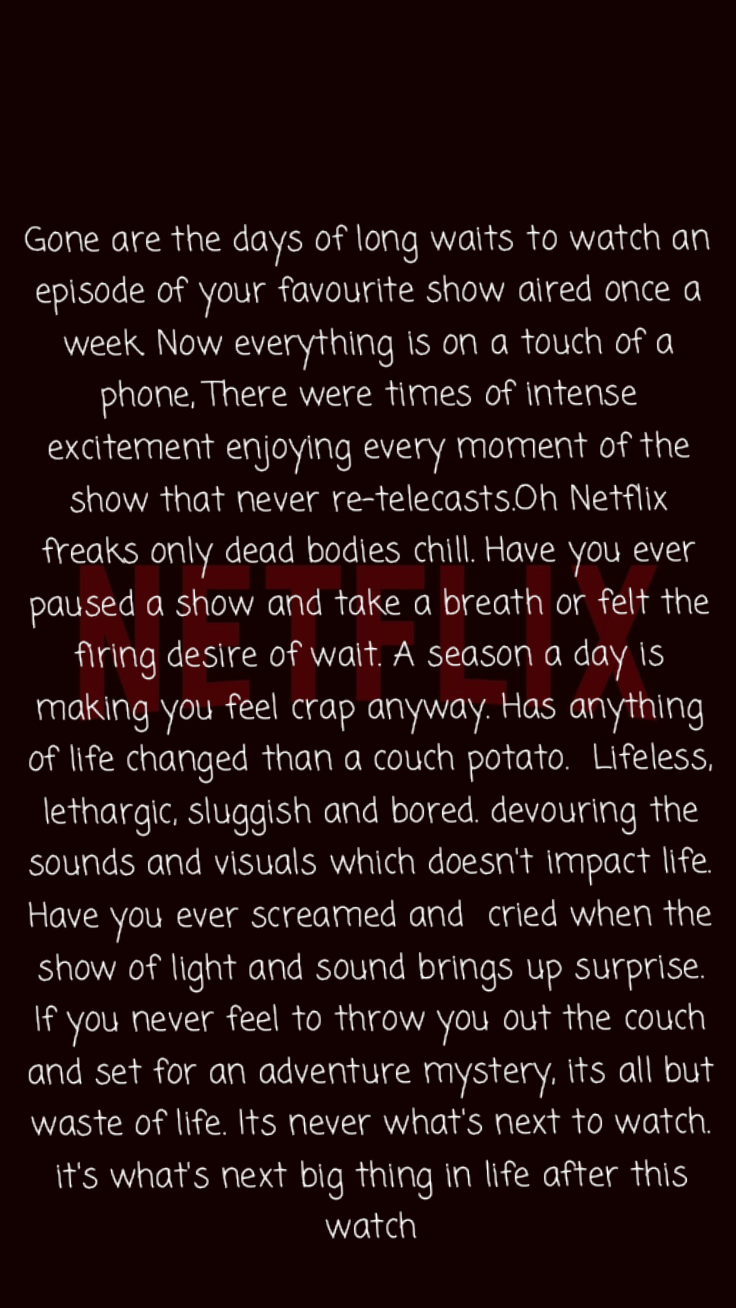 Gone are the days of long waits to watch an
episode of your favourite show aired once a
week. Now everything is on a touch of a
phone, There were times of intense
excitement enjoying every moment of the
show that never re-telecasts.Oh Netflix
freaks only dead bodies chill. Have you ever
NETFLIX
paused a show and take a breath or felt the
firing desire of wait. A season a day is
making you feel crap anyway. Has anything
of life changed than a couch potato. Lifeless,
lethargic, sluggish and bored. devouring the
sounds and visuals which doesn't impact life.
Have you ever screamed and cried when the
show of light and sound brings up surprise.
If you never feel to throw you out the couch
and set for an adventure mystery, its all but
waste of life. Its never what's next to watch.
it's what's next big thing in life after this
watch